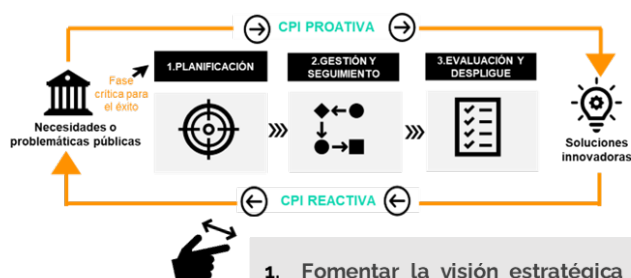 CPI PROATIVA
Fase
crítica para
el éxito
1.PLANIFICACIÓN
2.GESTIÓN Y
SEGUIMIENTO
3.EVALUACIÓN Y
DESPLIGUE
Necesidades o
problemáticas públicas
Soluciones
innovadoras
CPI REACTIVA
1. Fomentar la visión estratégica